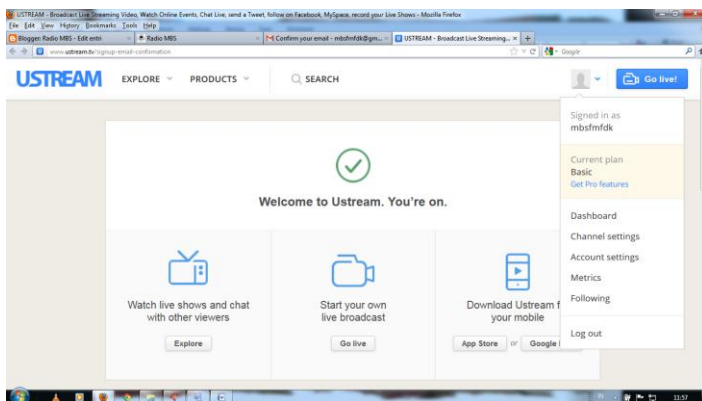 USTREAM - Broadcast Live Streaming Video, Watch Online Events, Chat Live, send a Tweet, follow on Facebook, MySpace, record your Live Shows - Mozilla Firefox
File Edit View History Bookmarks Tools Help
Blogger: Radio MBS - Edit entri
Radio MBS
Confirm your email - mbsfmfdk@gm...
USTREAM - Broadcast Live Streaming...
www.ustream.tv/signup-email-confirmation
Google
USTREAM
EXPLORE
PRODUCTS
SEARCH
Go live!
Signed in as
mbsfmfdk
Current plan
Basic
Get Pro features
Dashboard
Channel settings
Account settings
Metrics
Following
Log out
Welcome to Ustream. You're on.
Watch live shows and chat
with other viewers
Explore
Start your own
live broadcast
Go live
Download Ustream f
your mobile
App Store or Google
11:57